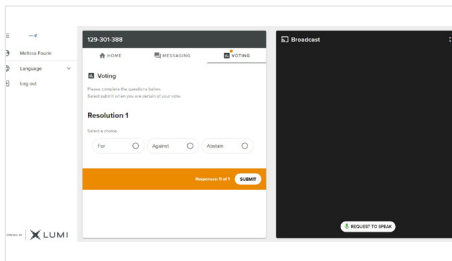 Melissa Fourie
Language
Log out
LUMI
129-301-388
HOME
MESSAGING
VOTING
Voting
Please complete the questions below.
Select submit when you are certain of your vote.
Resolution 1
Select a choice.
For
Against
Abstain
Responses: 0 of 1
SUBMIT
Broadcast
REQUEST TO SPEAK